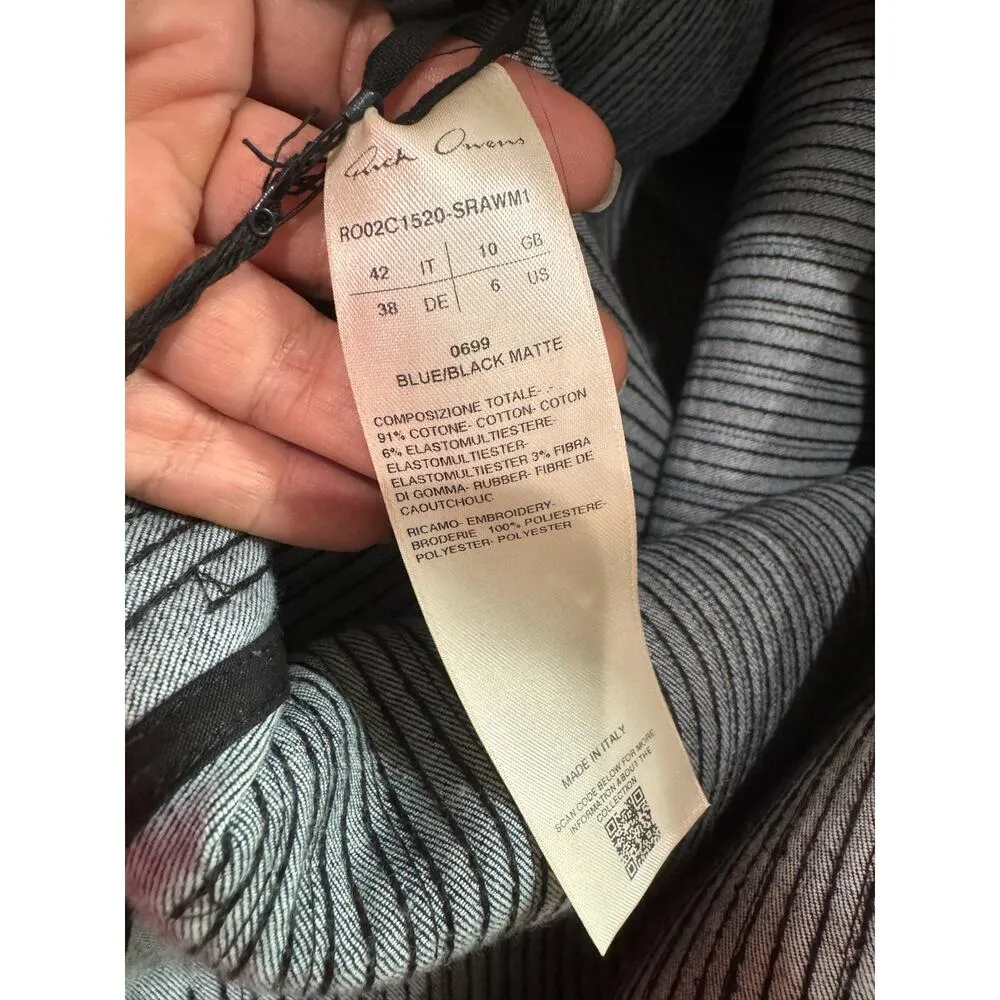 Rick Owens
RO02C1520-SRAWM1
42 IT 10 GB
38 DE 6 US
0699
BLUE/BLACK MATTE
COMPOSIZIONE TOTALE- .-
91% COTONE- COTTON- COTON
6% ELASTOMULTIESTERE-
ELASTOMULTIESTER-
ELASTOMULTIESTER 3% FIBRA
DI GOMMA- RUBBER- FIBRE DE
CAOUTCHOUC
RICAMO- EMBROIDERY-
BRODERIE 100% POLIESTERE-
POLYESTER- POLYESTER
MADE IN ITALY
SCAN CODE BELOW FOR MORE
INFORMATION ABOUT THE
COLLECTION